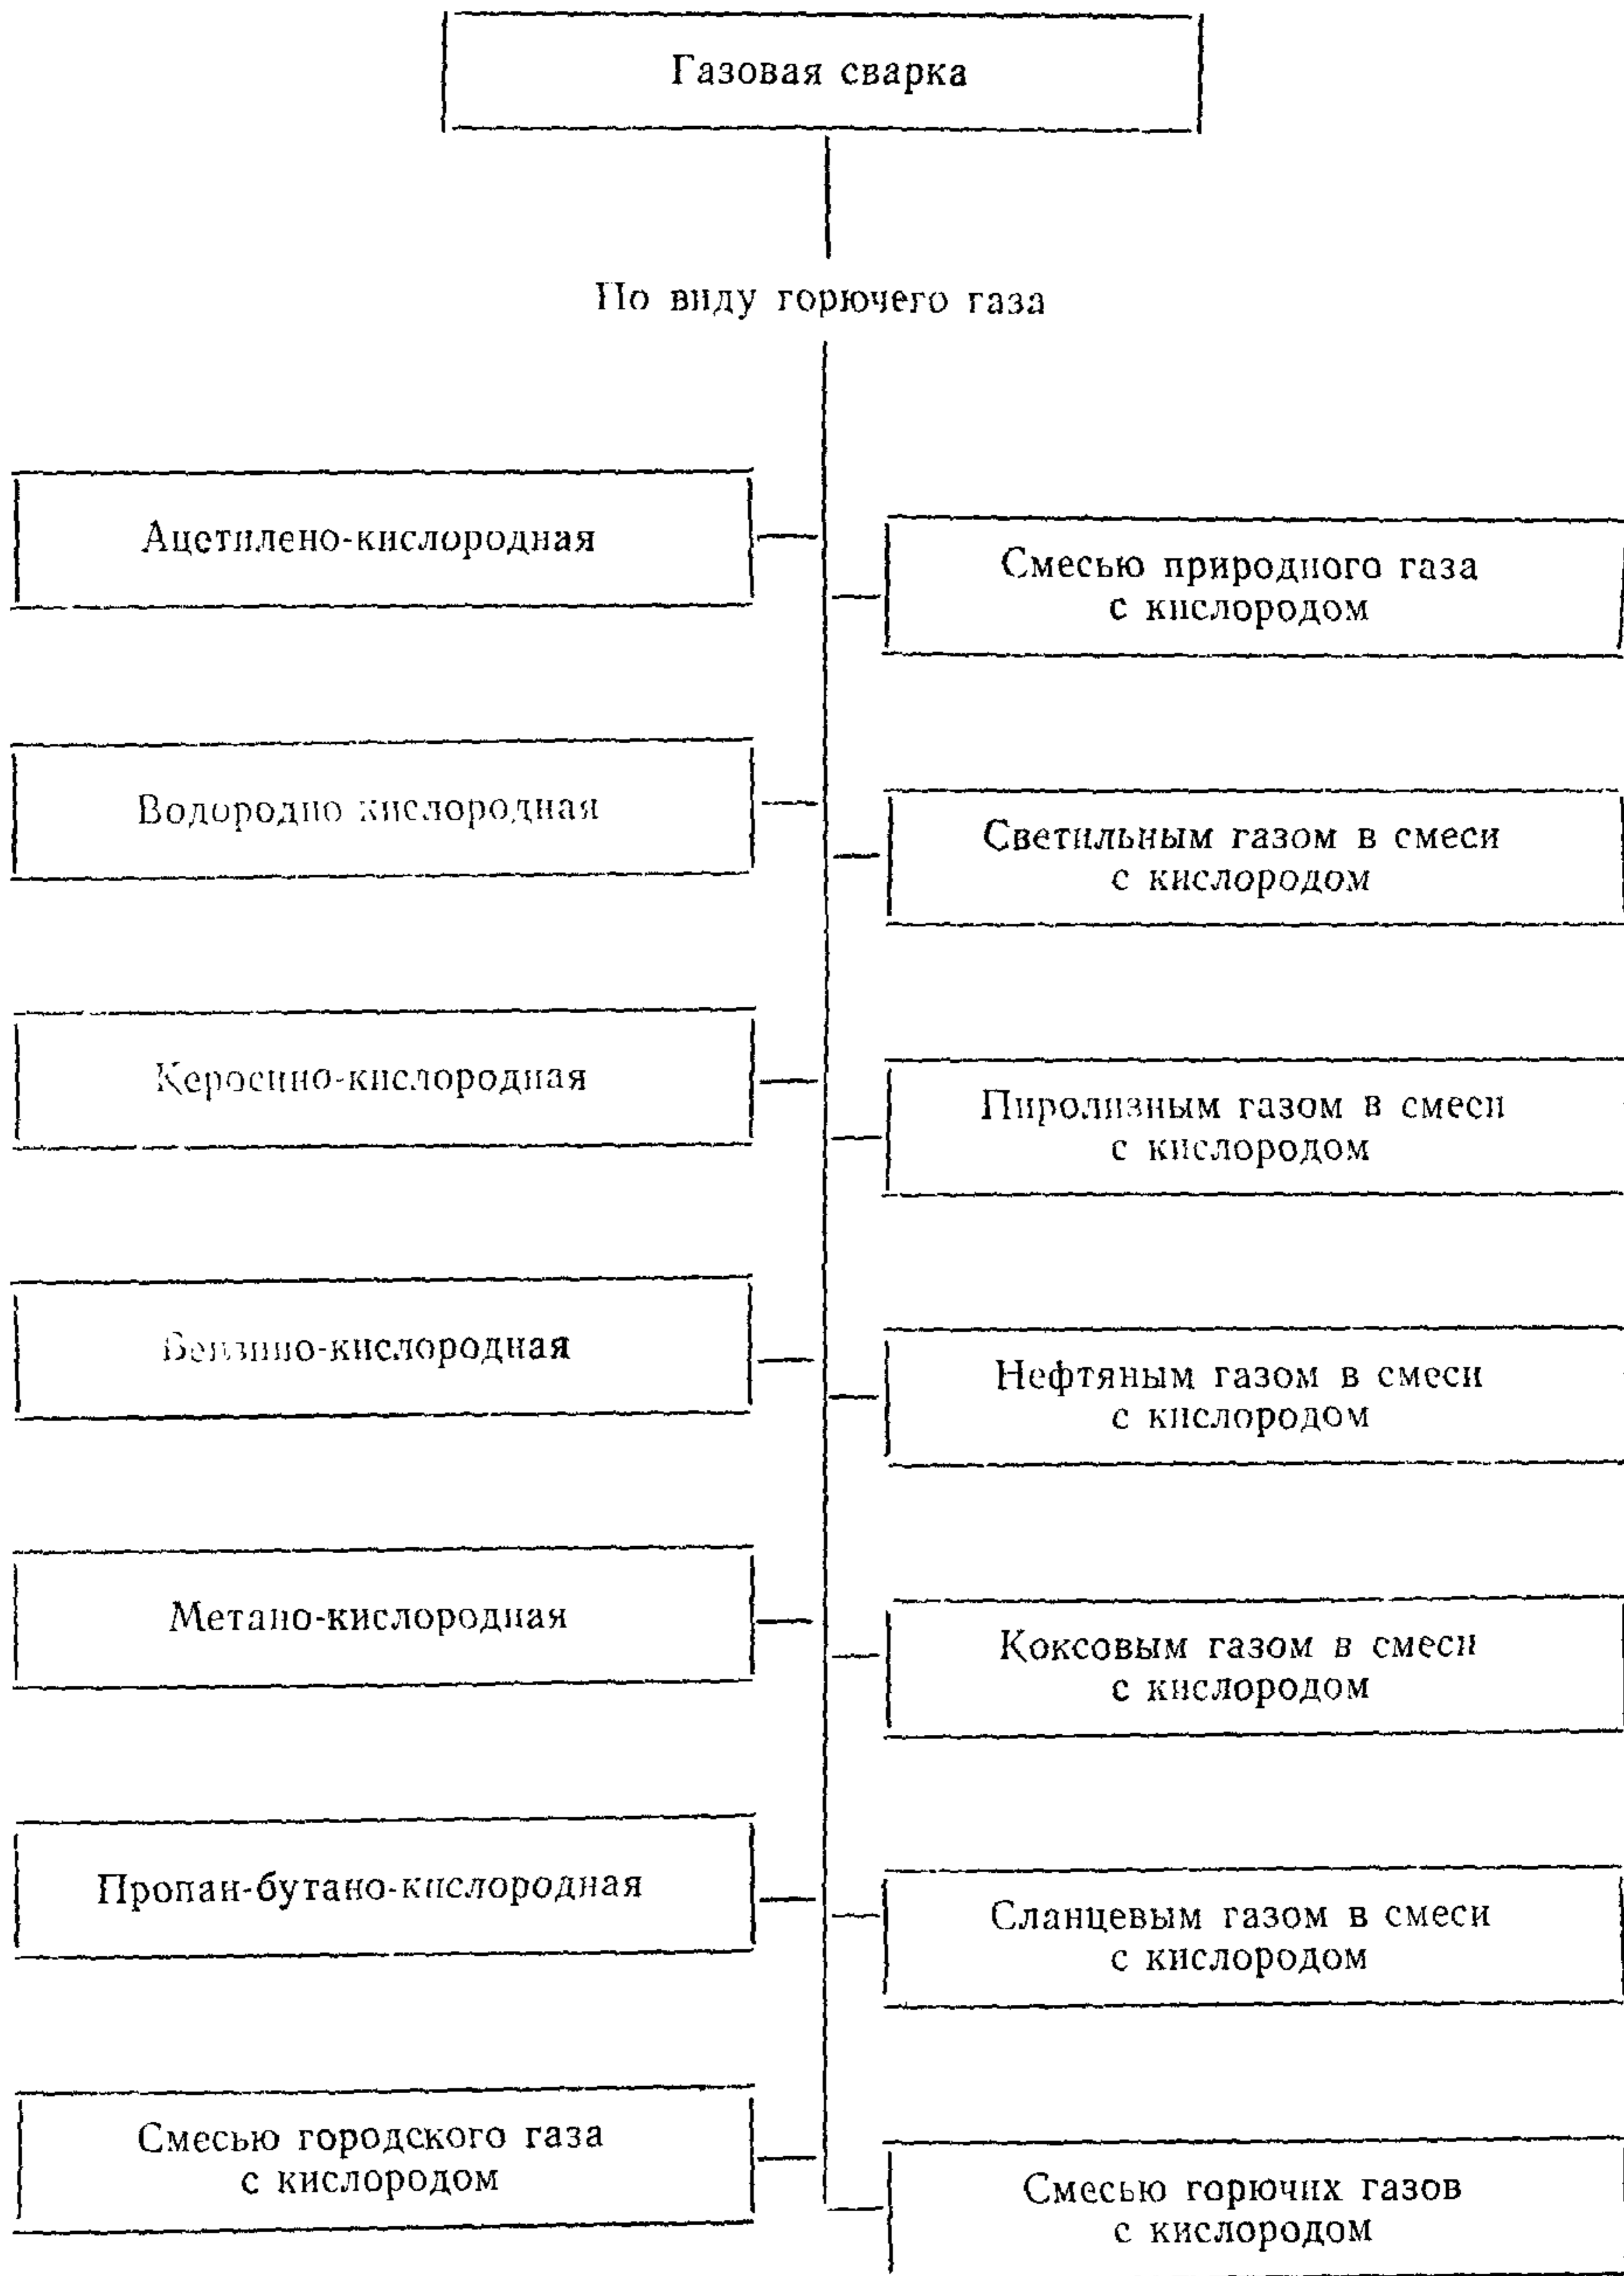 Газовая сварка
По виду горючего газа
Ацетилено-кислородная
Водородно кислородная
Керосино-кислородная
Бензино-кислородная
Метано-кислородная
Пропан-бутано-кислородная
Смесью городского газа
с кислородом
Смесью природного газа
с кислородом
Светильным газом в смеси
с кислородом
Пиролизным газом в смеси
с кислородом
Нефтяным газом в смеси
с кислородом
Коксовым газом в смеси
с кислородом
Сланцевым газом в смеси
с кислородом
Смесью горючих газов
с кислородом